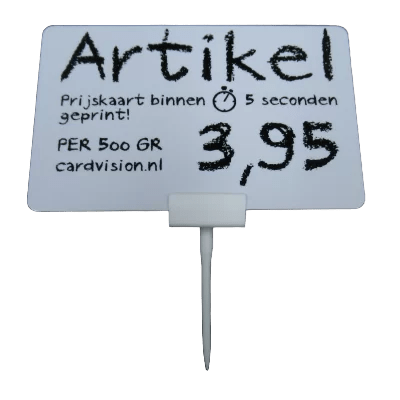 Artikel
Prijskaart binnen 5 seconden
geprint!
PER 500 GR
cardvision.nl
3,95